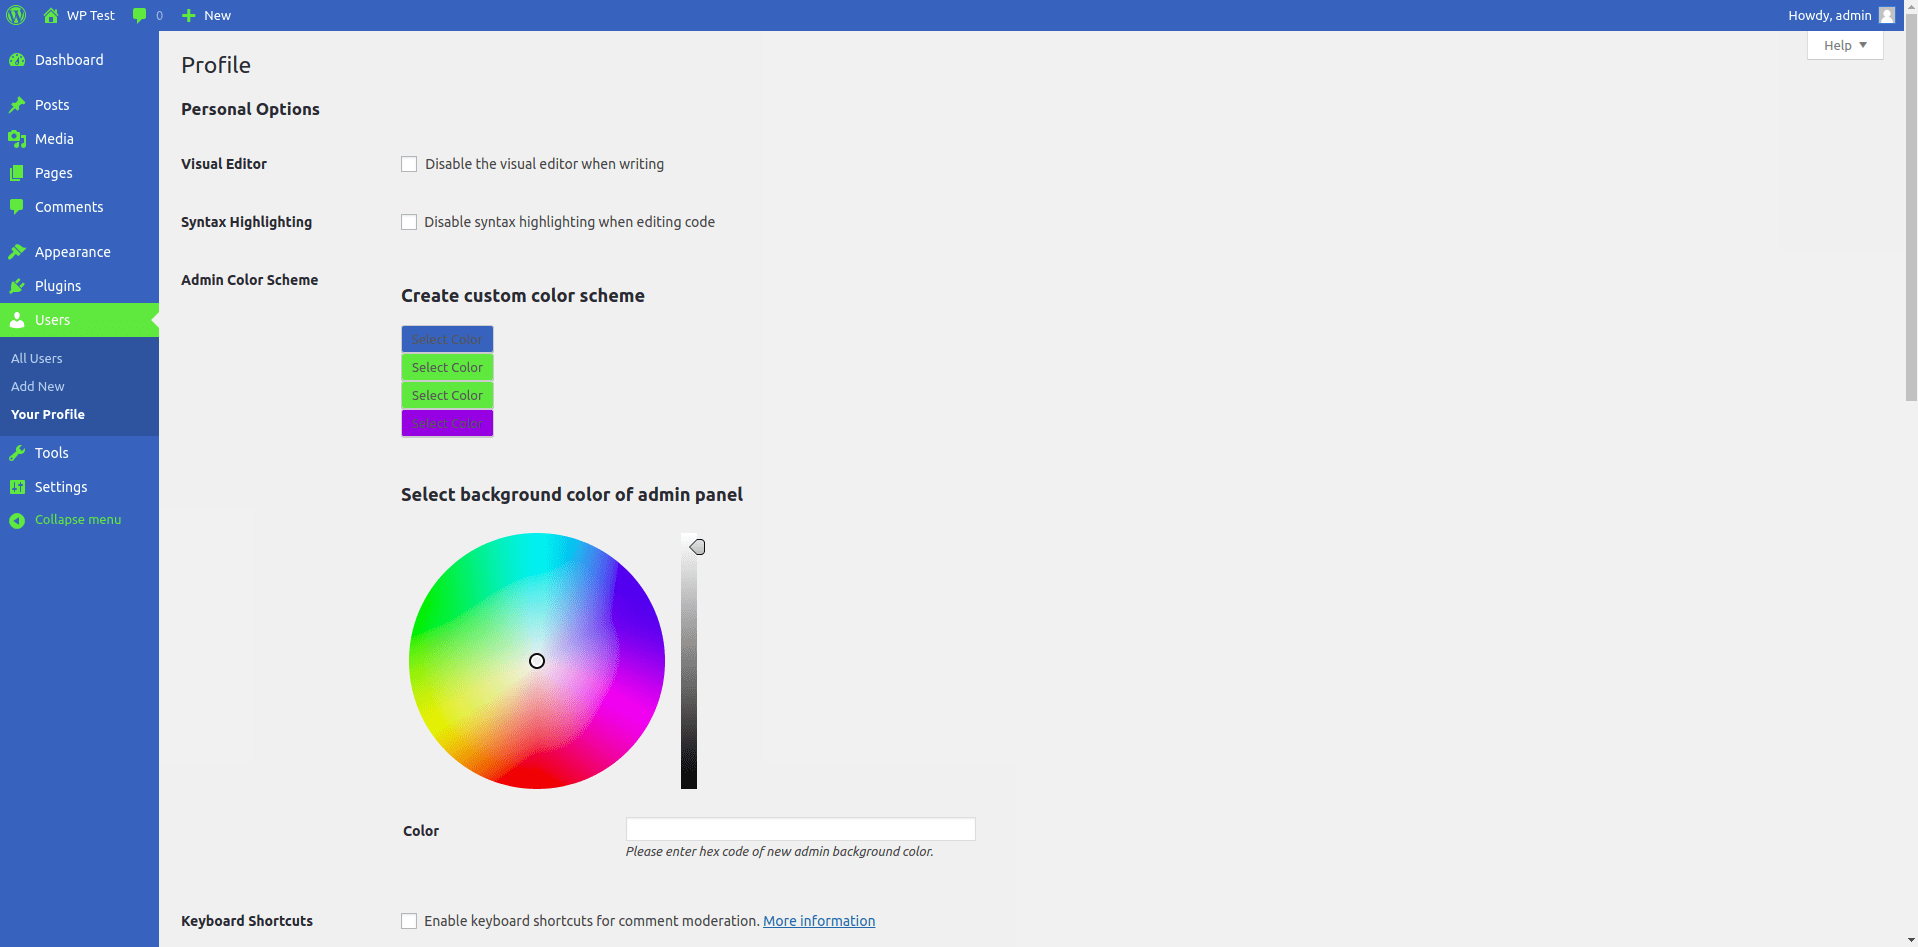 WP Test 0 New Howdy, admin
Help
Dashboard
Posts
Media
Pages
Comments
Appearance
Plugins
Users
All Users
Add New
Your Profile
Tools
Settings
Collapse menu
Profile
Personal Options
Visual Editor Disable the visual editor when writing
Syntax Highlighting Disable syntax highlighting when editing code
Admin Color Scheme
Create custom color scheme
Select Color
Select Color
Select Color
Select Color
Select background color of admin panel
Color
Please enter hex code of new admin background color.
Keyboard Shortcuts Enable keyboard shortcuts for comment moderation. More information